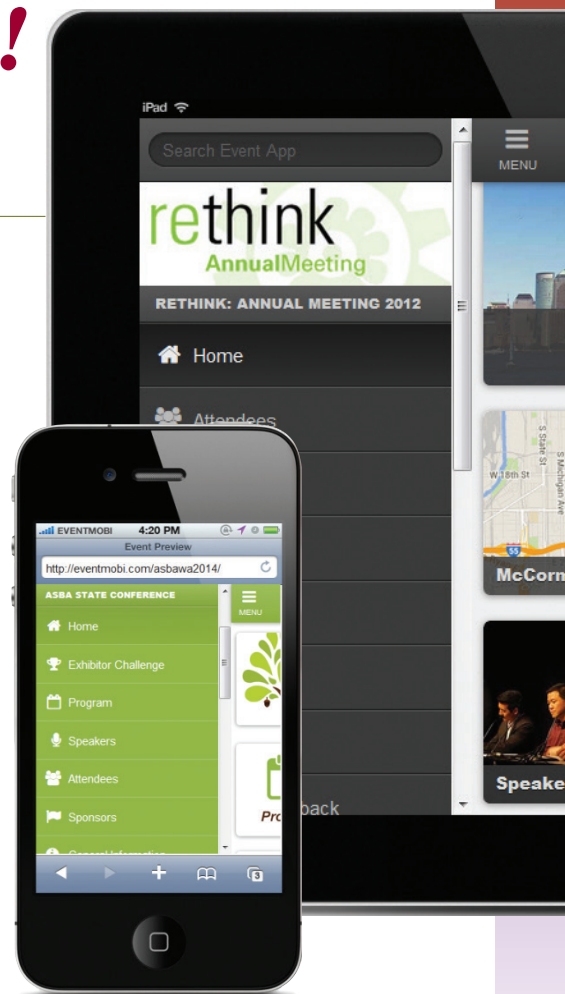 !
iPad
Search Event App
MENU
rethink
AnnualMeeting
RETHINK: ANNUAL MEETING 2012
Home
Attendees
S State St
S Michigan Ave
W 18th St
55
McCorm
Speake
back
EVENTMOBI 4:20 PM
Event Preview
http://eventmobi.com/asbawa2014/
ASBA STATE CONFERENCE
MENU
Home
Exhibitor Challenge
Program
Speakers
Attendees
Sponsors
General Information
Pro
3